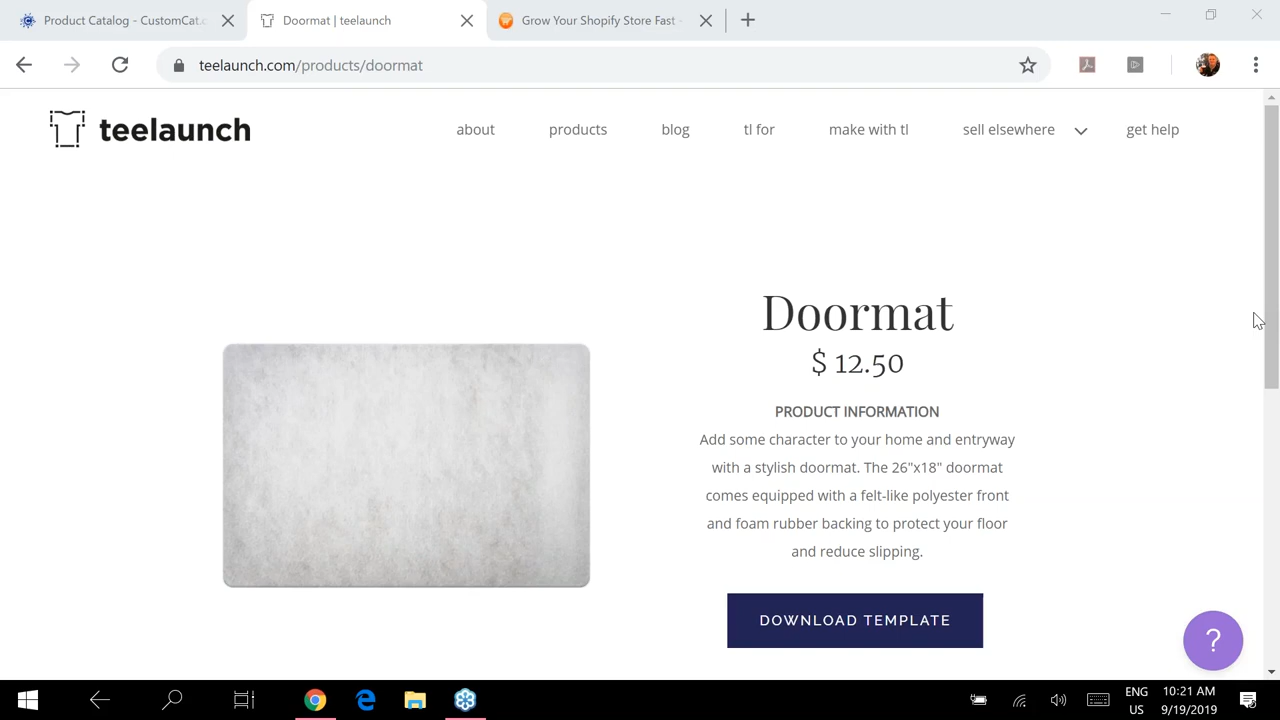 Product Catalog - CustomCat.c
Doormat | teelaunch
Grow Your Shopify Store Fast -
teelaunch.com/products/doormat
teelaunch
about
products
blog
tl for
make with tl
sell elsewhere
get help
Doormat
$ 12.50
PRODUCT INFORMATION
Add some character to your home and entryway
with a stylish doormat. The 26"x18" doormat
comes equipped with a felt-like polyester front
and foam rubber backing to protect your floor
and reduce slipping.
DOWNLOAD TEMPLATE
?
ENG
US
10:21 AM
9/19/2019